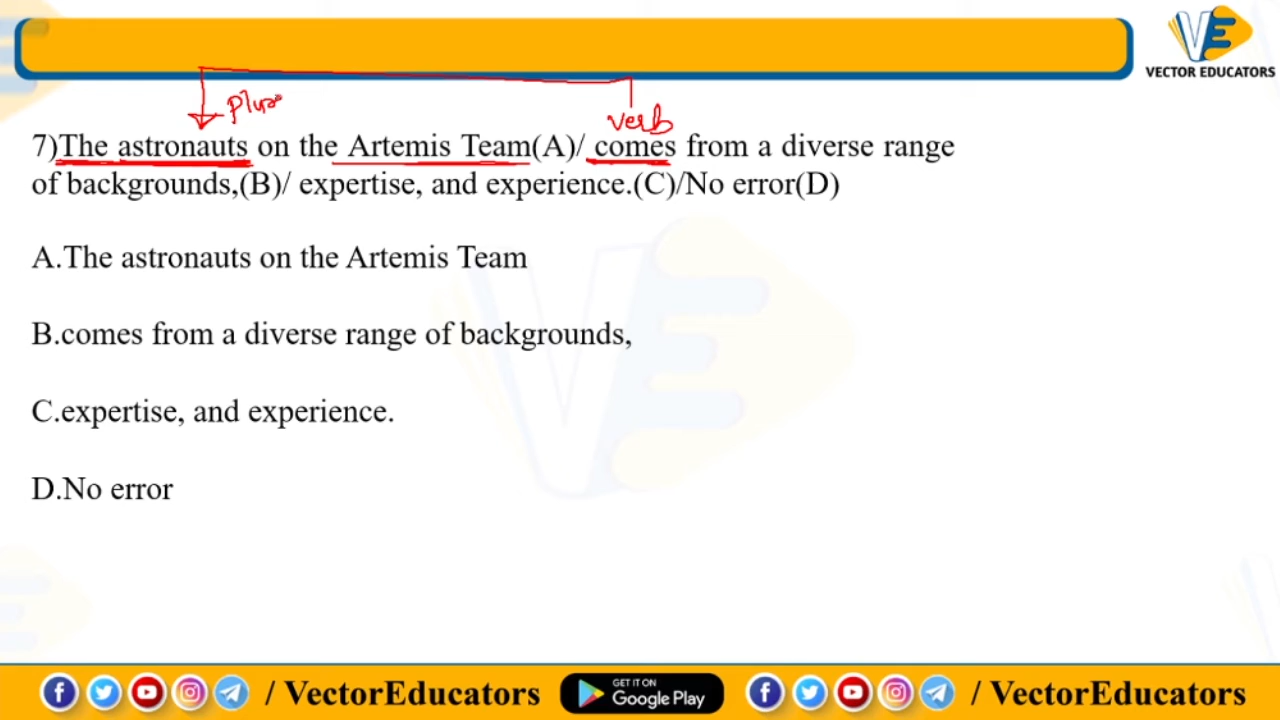 VE
VECTOR EDUCATORS
verb
7)The astronauts on the Artemis Team(A)/ comes from a diverse range
of backgrounds,(B)/ expertise, and experience.(C)/No error(D)
A.The astronauts on the Artemis Team
B.comes from a diverse range of backgrounds,
C.expertise, and experience.
D.No error
/ VectorEducators
GET IT ON
Google Play
/ VectorEducators